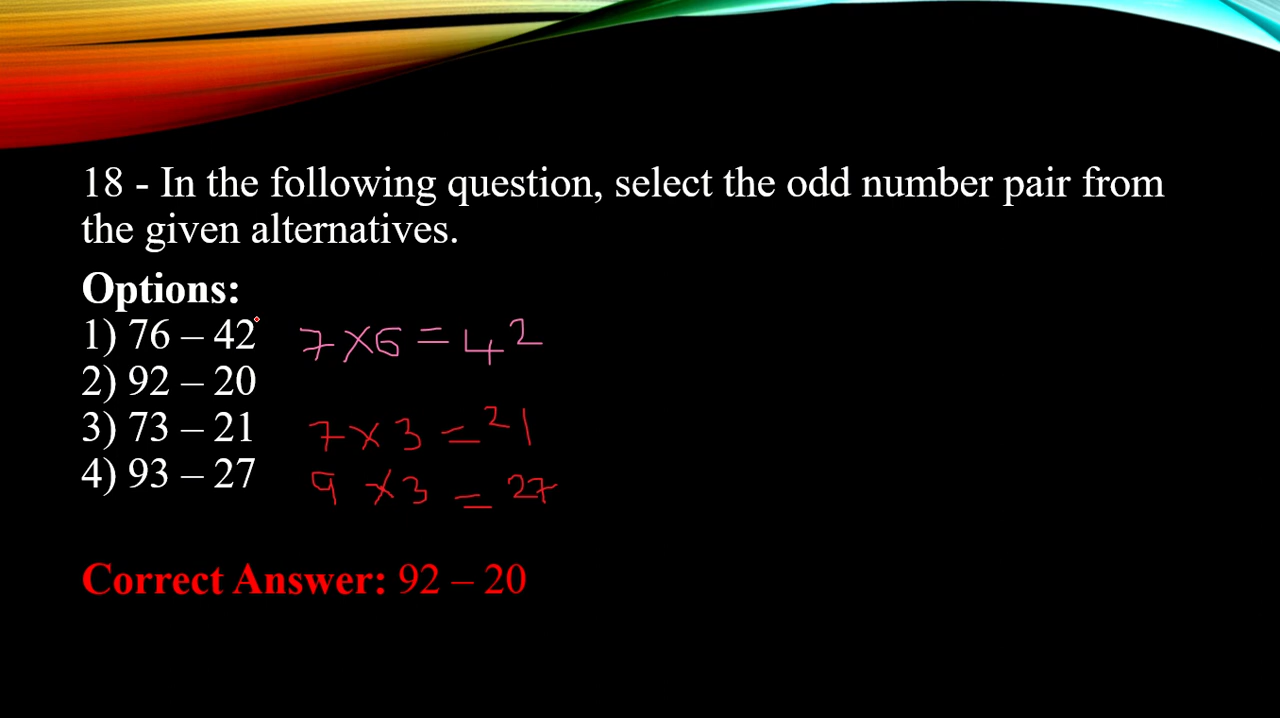 18 - In the following question, select the odd number pair from
the given alternatives.
Options:
1) 76 – 42 7 × 6 = 42
2) 92 – 20
3) 73 – 21 7 × 3 = 21
4) 93 – 27 9 × 3 = 27
Correct Answer: 92 – 20